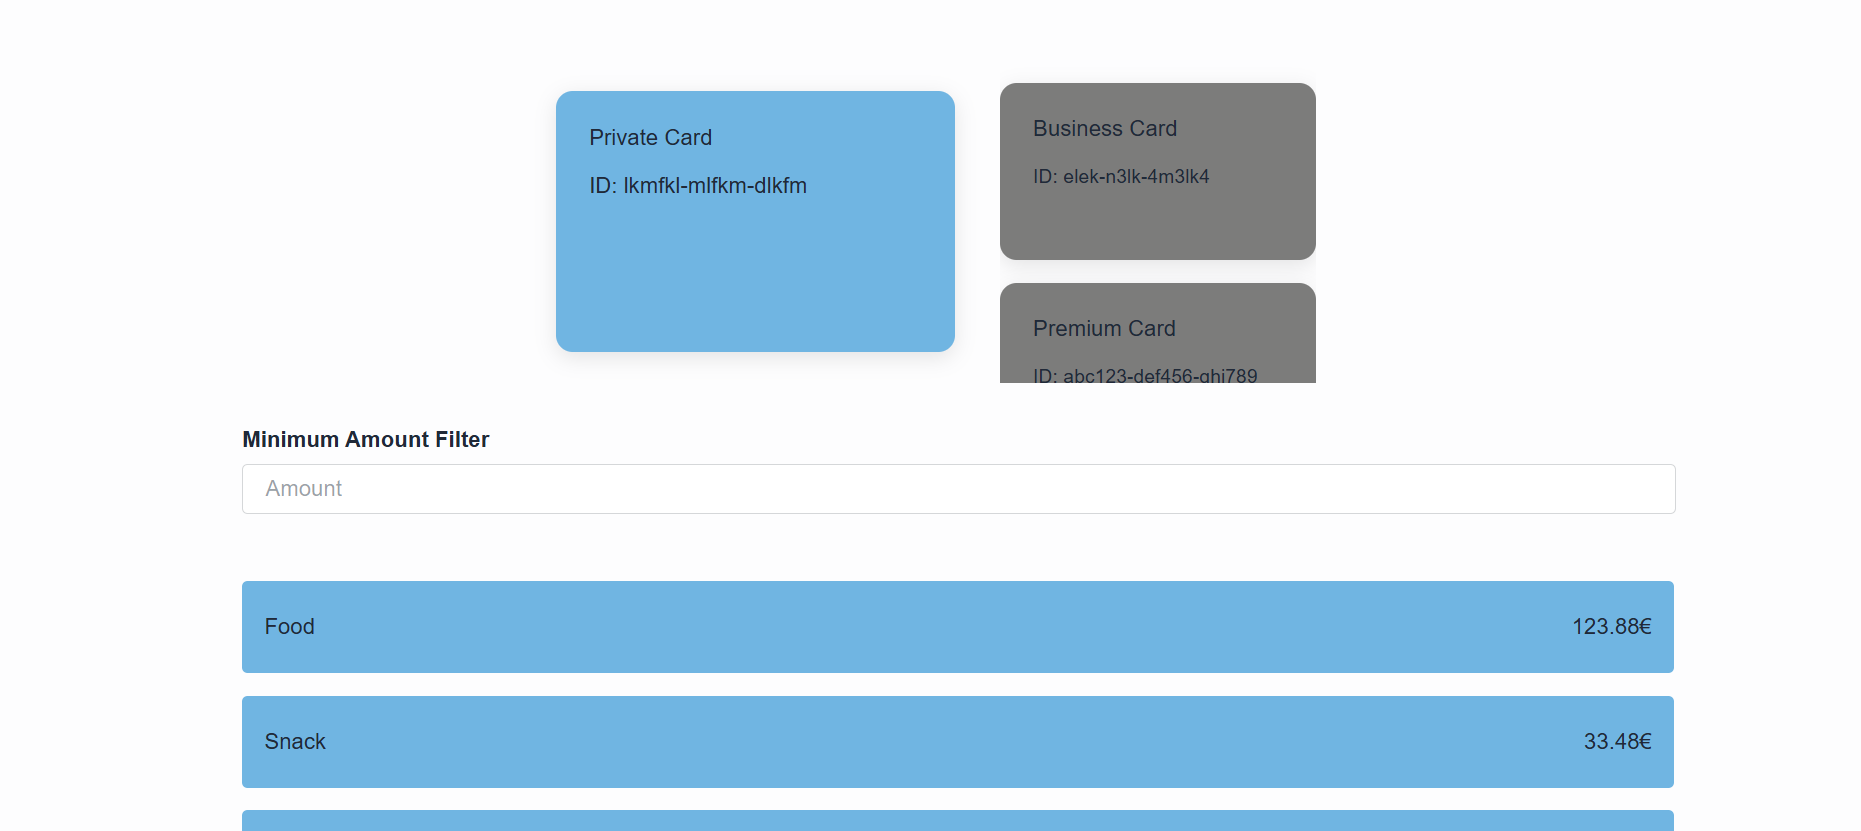 Private Card
ID: lkmfkl-mlfkm-dlkfm
Business Card
ID: elek-n3lk-4m3lk4
Premium Card
ID: abc123-def456-ghi789
Minimum Amount Filter
Amount
Food 123.88€
Snack 33.48€